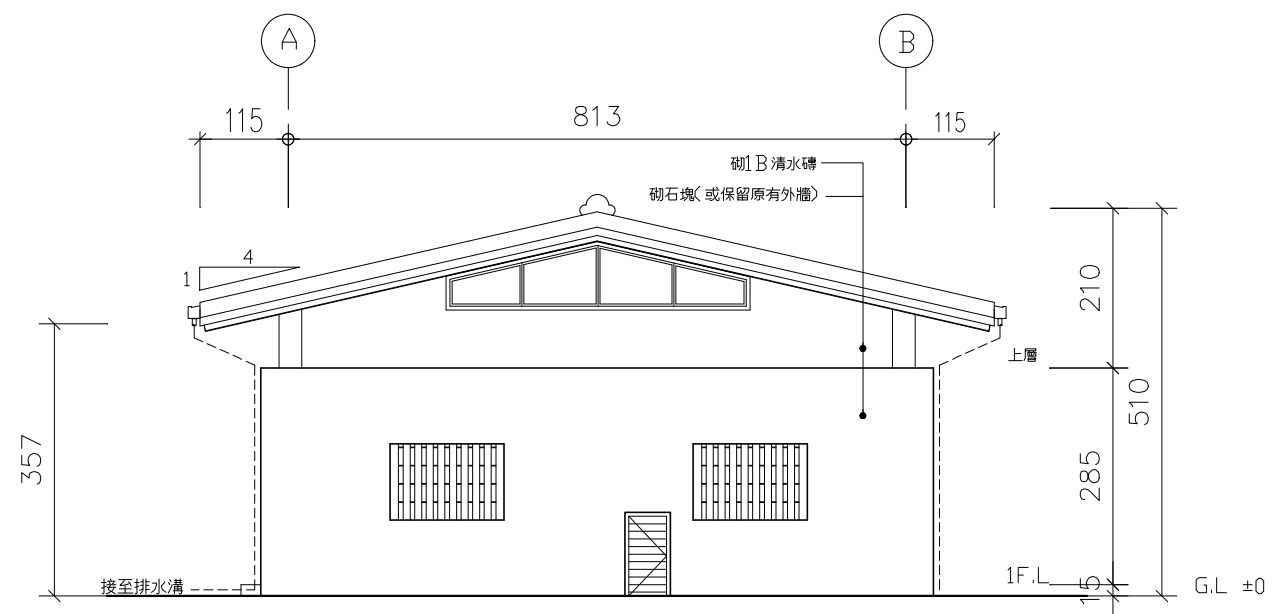 A
B
115
813
115
砌1B清水磚
砌石塊(或保留原有外牆)
4
1
210
上層
510
357
285
接至排水溝
1F.L
15
G.L ±0